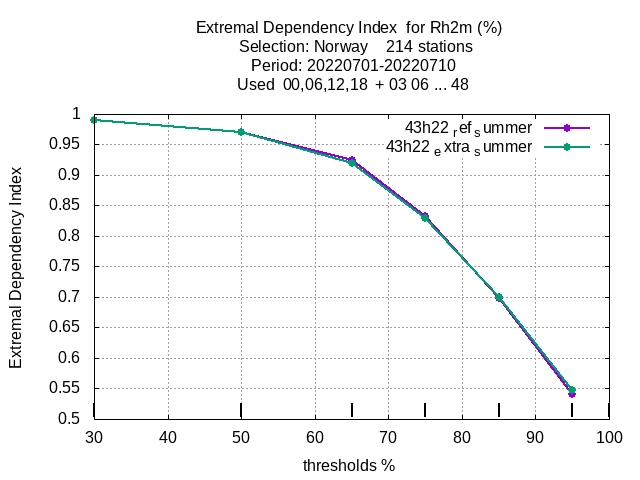 Extremal Dependency Index for Rh2m (%)
Selection: Norway 214 stations
Period: 20220701-20220710
Used 00,06,12,18 + 03 06 ... 48
43h22 ref summer
43h22 extra summer
Extremal Dependency Index
1
0.95
0.9
0.85
0.8
0.75
0.7
0.65
0.6
0.55
0.5
30 40 50 60 70 80 90 100
thresholds %